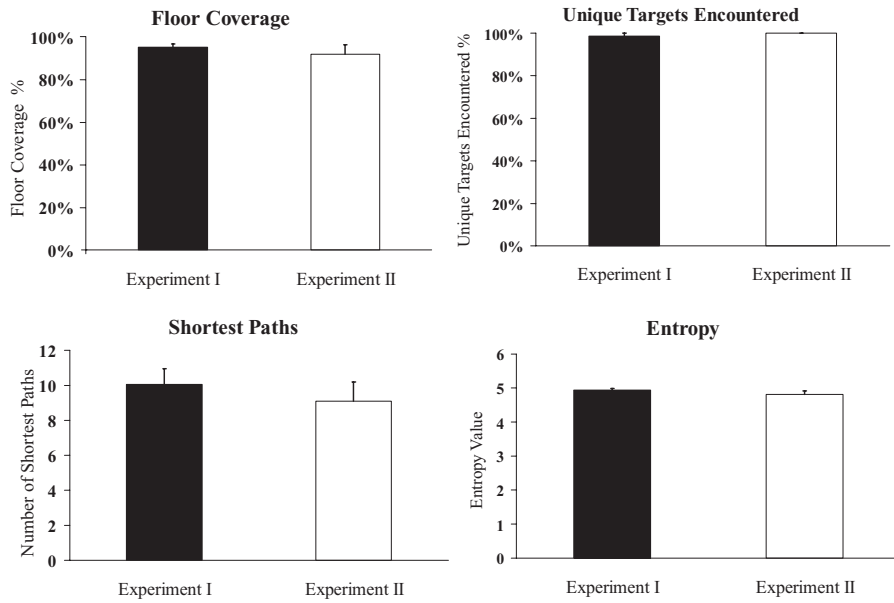 Floor Coverage
Floor Coverage %
100%
80%
60%
40%
20%
0%
Experiment I Experiment II
Unique Targets Encountered
Unique Targets Encountered %
100%
80%
60%
40%
20%
0%
Experiment I Experiment II
Shortest Paths
Number of Shortest Paths
12
10
8
6
4
2
0
Experiment I Experiment II
Entropy
Entropy Value
6
5
4
3
2
1
0
Experiment I Experiment II